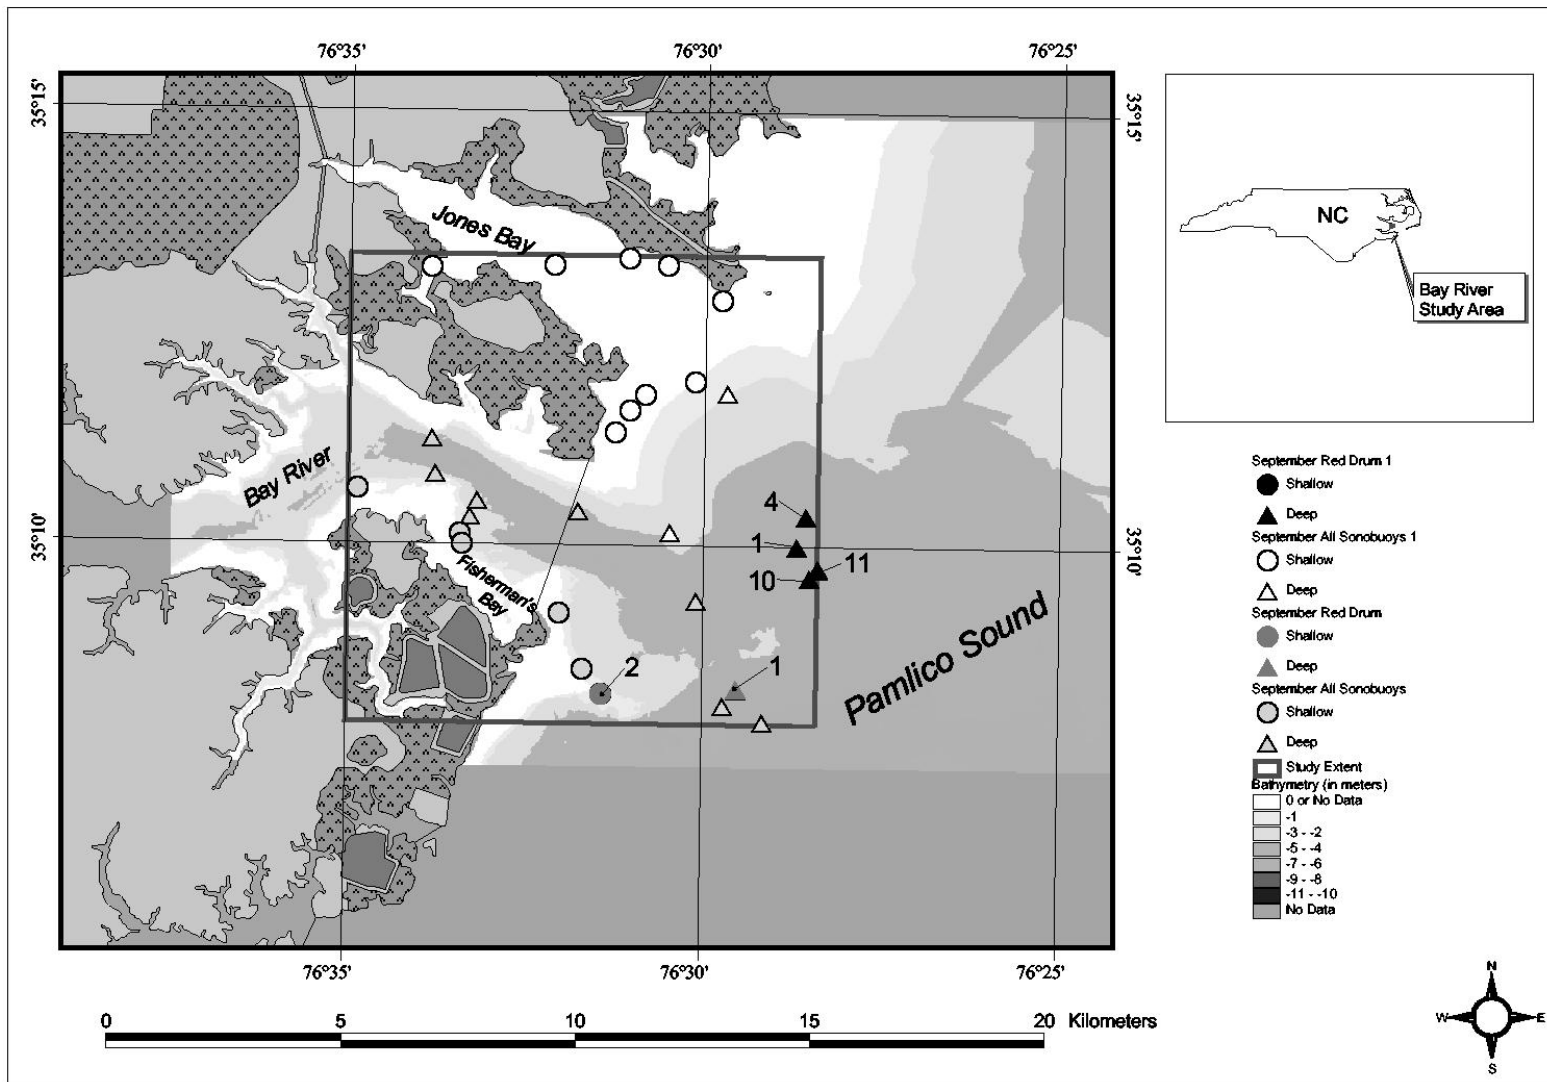 76°35'
76°30'
76°25'
35°15'
35°15'
Jones Bay
NC
Bay River
Study Area
Bay River
35°10'
35°10'
4
1
11
10
Fisherman's
Bay
Pamlico Sound
2
1
September Red Drum 1
Shallow
Deep
September All Sonobuoys 1
Shallow
Deep
September Red Drum
Shallow
Deep
September All Sonobuoys
Shallow
Deep
Study Extent
Bathymetry (in meters)
0 or No Data
-1
-3 - -2
-5 - -4
-7 - -6
-9 - -8
-11 - -10
No Data
76°35'
76°30'
76°25'
0 5 10 15 20 Kilometers
N
W E
S